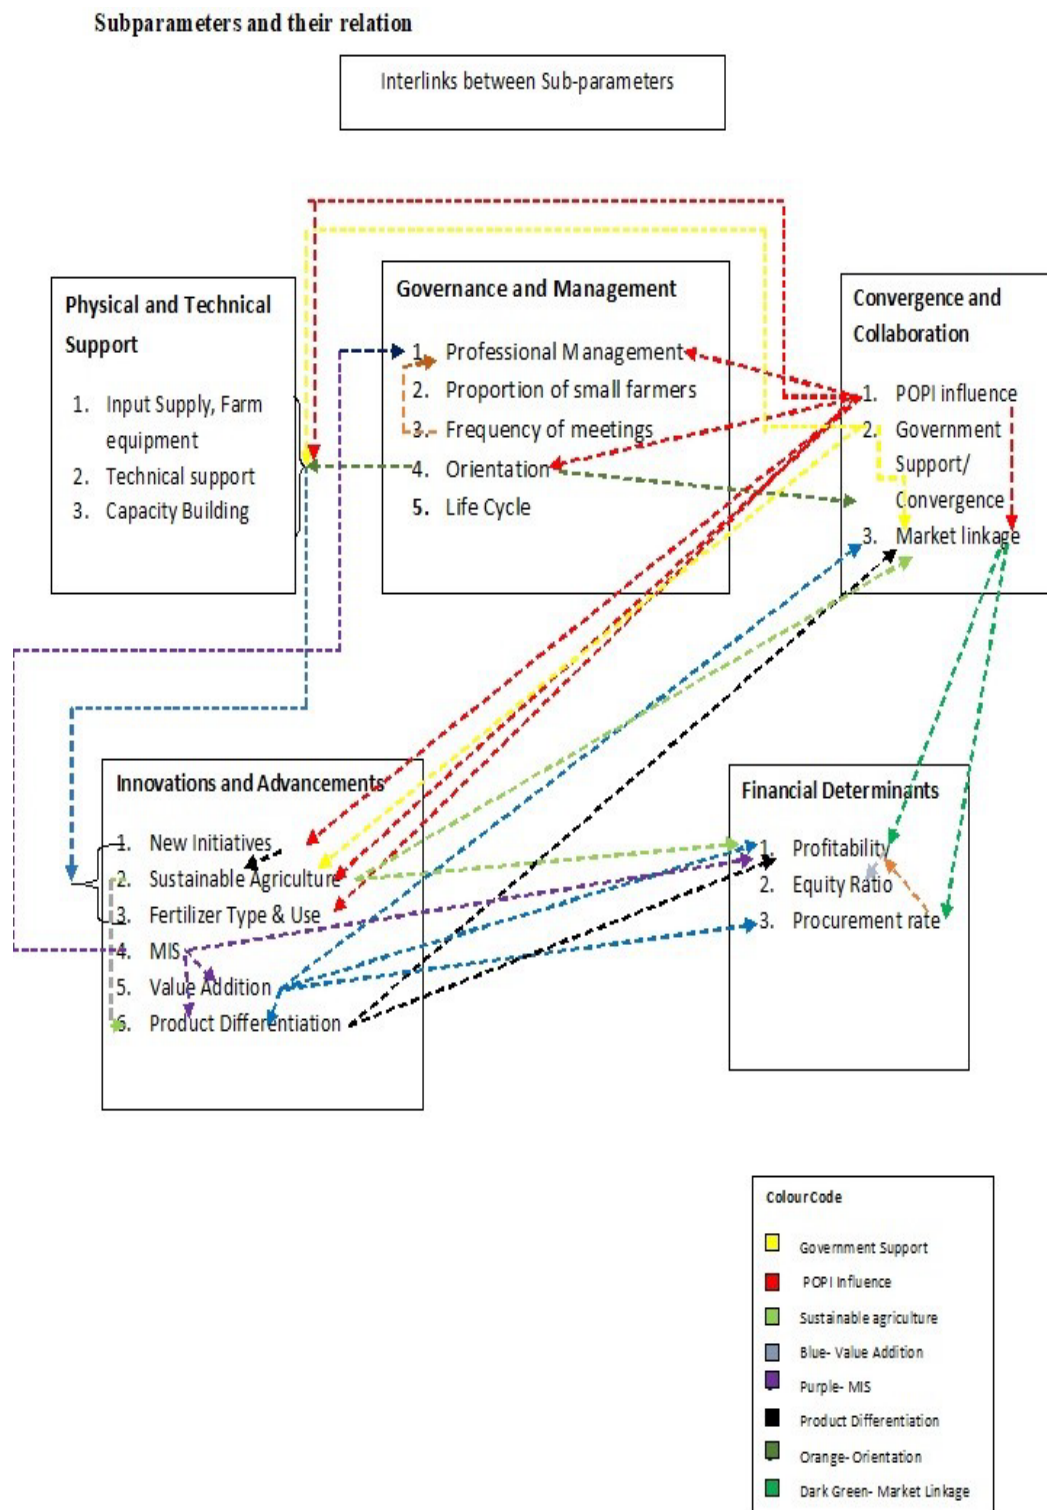 Subparameters and their relation
Interlinks between Sub-parameters
Physical and Technical
Support
1. Input Supply, Farm
equipment
2. Technical support
3. Capacity Building
Governance and Management
1. Professional Management
2. Proportion of small farmers
3. Frequency of meetings
4. Orientation
5. Life Cycle
Convergence and
Collaboration
1. POPI influence
2. Government
Support/
Convergence
3. Market linkage
Innovations and Advancements
1. New Initiatives
2. Sustainable Agriculture
3. Fertilizer Type & Use
4. MIS
5. Value Addition
6. Product Differentiation
Financial Determinants
1. Profitability
2. Equity Ratio
3. Procurement rate
Colour Code
Government Support
POPI Influence
Sustainable agriculture
Blue- Value Addition
Purple- MIS
Product Differentiation
Orange- Orientation
Dark Green- Market Linkage